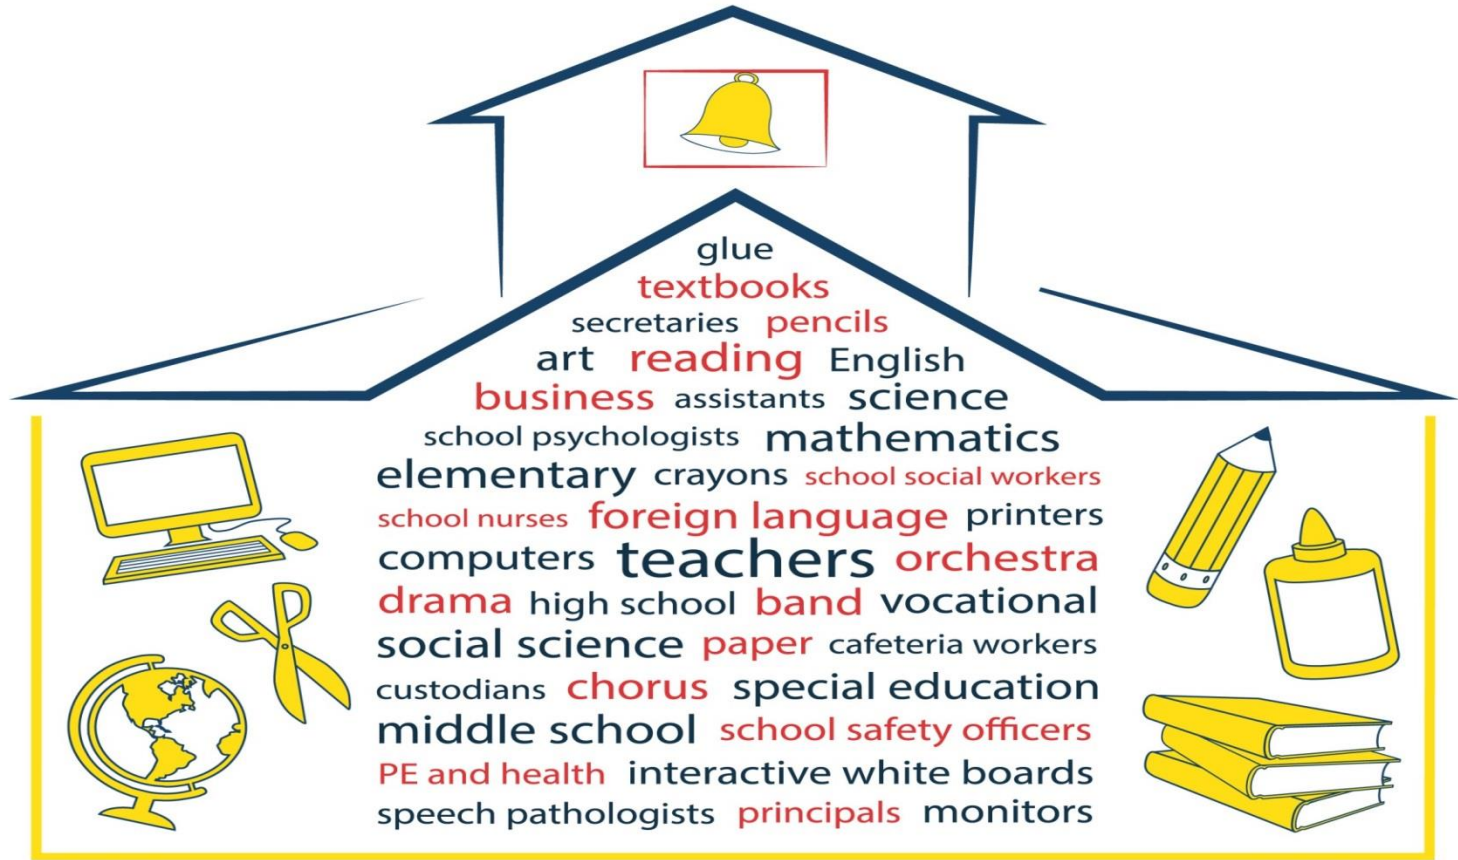 glue
textbooks
secretaries pencils
art reading English
business assistants science
school psychologists mathematics
elementary crayons school social workers
school nurses foreign language printers
computers teachers orchestra
drama high school band vocational
social science paper cafeteria workers
custodians chorus special education
middle school school safety officers
PE and health interactive white boards
speech pathologists principals monitors